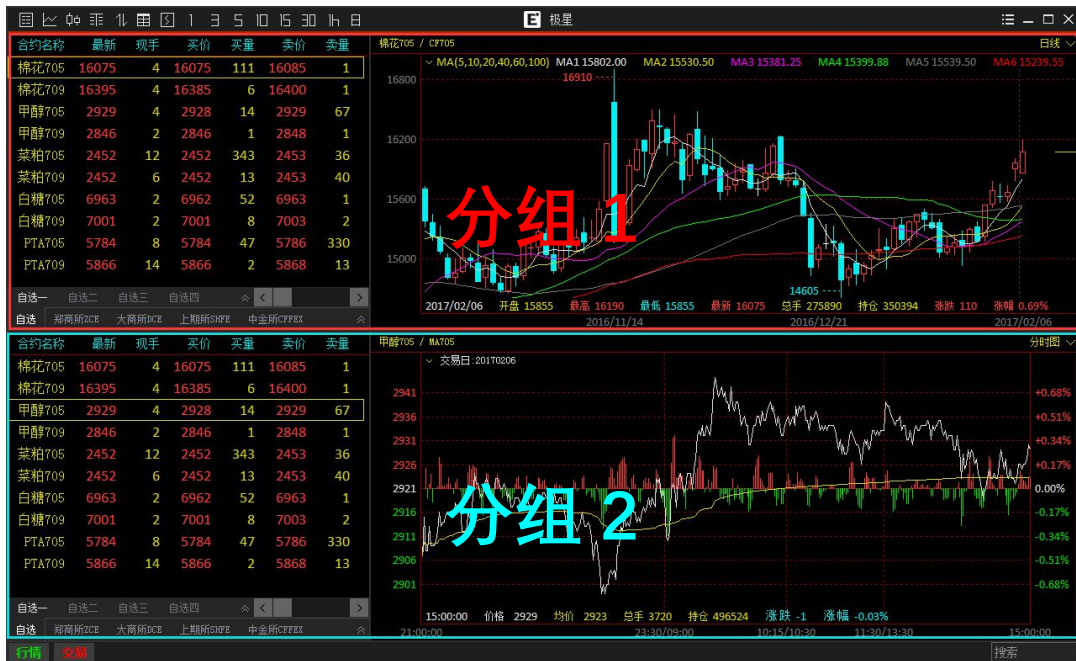 1 3 5 10 15 30 1h 日 E 极星
合约名称 最新 现手 买价 买量 卖价 卖量
棉花705 16075 4 16075 111 16085 1
棉花709 16395 4 16385 6 16400 1
甲醇705 2929 4 2928 14 2929 67
甲醇709 2846 2 2846 1 2848 1
菜粕705 2452 12 2452 343 2453 36
菜粕709 2452 6 2452 13 2453 40
白糖705 6963 2 6962 52 6963 1
白糖709 7001 2 7001 8 7003 2
PTA705 5784 8 5784 47 5786 330
PTA709 5866 14 5866 2 5868 13
自选一 自选二 自选三 自选四
自选 郑商所ZCE 大商所DCE 上期所SHFE 中金所CFFEX
棉花705 / CF705 日线
MA(5,10,20,40,60,100) MA1 15802.00 MA2 15530.50 MA3 15381.25 MA4 15399.88 MA5 15539.50 MA6 15239.55
16910
16800
16200
15600
15000
14605
分组 1
2017/02/06 开盘 15855 最高 16190 最低 15855 最新 16075 总手 275890 持仓 350394 涨跌 110 涨幅 0.69%
2016/11/14 2016/12/21 2017/02/06
合约名称 最新 现手 买价 买量 卖价 卖量
棉花705 16075 4 16075 111 16085 1
棉花709 16395 4 16385 6 16400 1
甲醇705 2929 4 2928 14 2929 67
甲醇709 2846 2 2846 1 2848 1
菜粕705 2452 12 2452 343 2453 36
菜粕709 2452 6 2452 13 2453 40
白糖705 6963 2 6962 52 6963 1
白糖709 7001 2 7001 8 7003 2
PTA705 5784 8 5784 47 5786 330
PTA709 5866 14 5866 2 5868 13
自选一 自选二 自选三 自选四
自选 郑商所ZCE 大商所DCE 上期所SHFE 中金所CFFEX
甲醇705 / MA705 分时图
交易日:20170206
2941 +0.68%
2936 +0.51%
2931 +0.34%
2926 +0.17%
2921 0.00%
2916 -0.17%
2911 -0.34%
2906 -0.51%
2901 -0.68%
分组 2
15:00:00 价格 2929 均价 2923 总手 3720 持仓 496524 涨跌 -1 涨幅 -0.03%
21:00:00 23:30/09:00 10:15/10:30 11:30/13:30 15:00:00
行情 交易 搜索